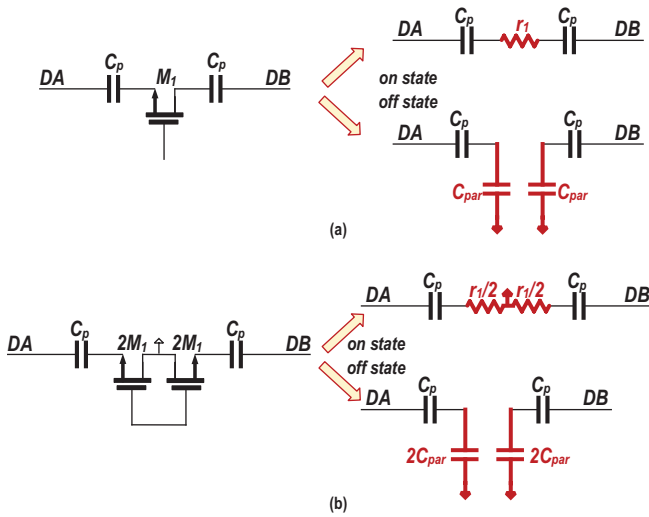 DA Cp M1 Cp DB
on state
off state
DA Cp r1 Cp DB
DA Cp Cp DB
Cpar Cpar
(a)
DA Cp 2M1 2M1 Cp DB
on state
off state
DA Cp r1/2 r1/2 Cp DB
DA Cp Cp DB
2Cpar 2Cpar
(b)